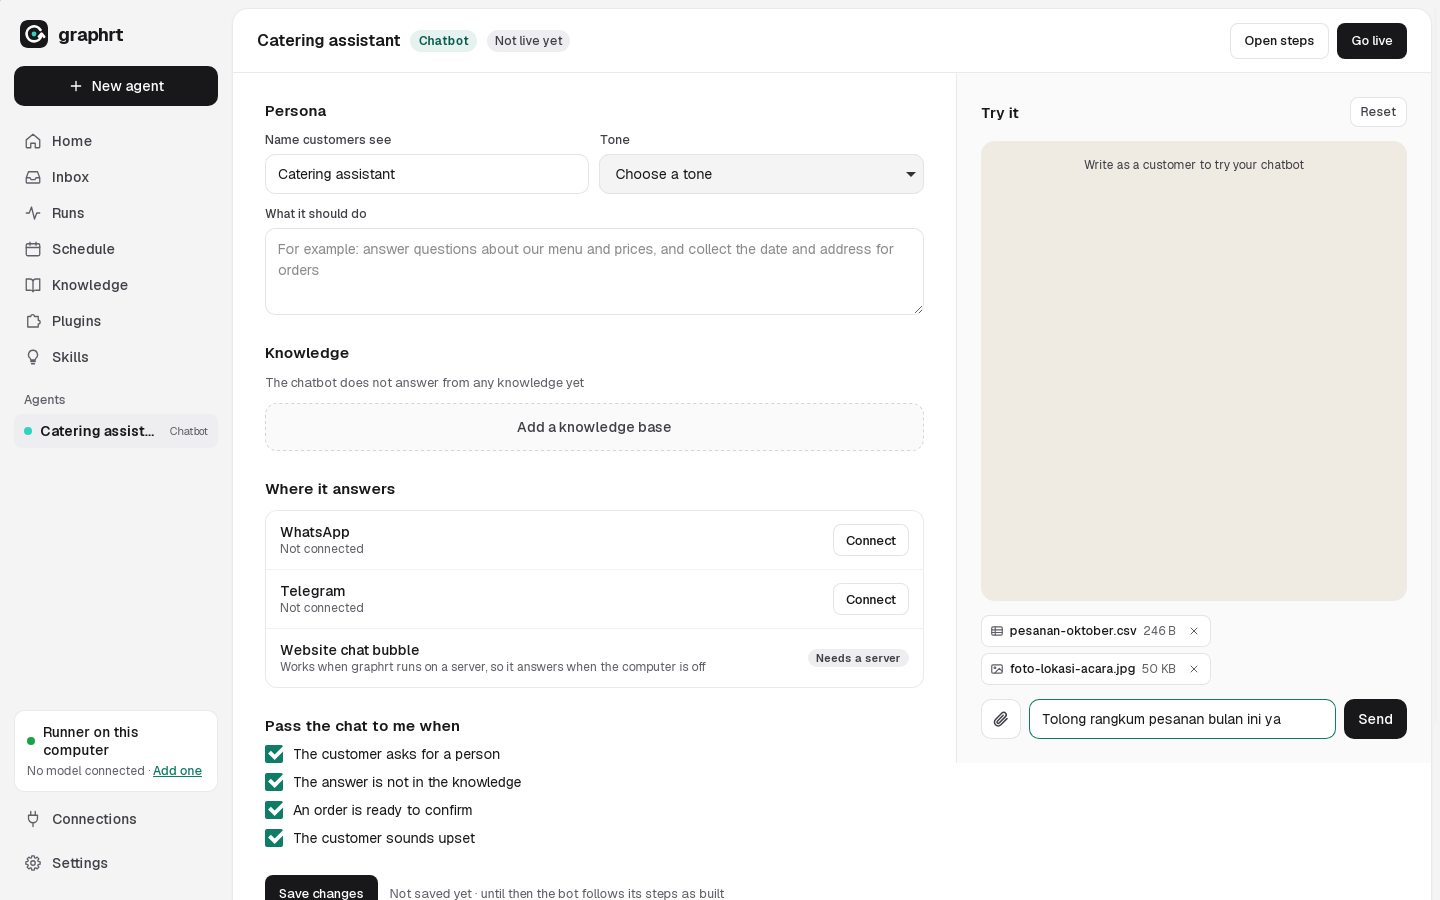 graphrt
New agent
Home
Inbox
Runs
Schedule
Knowledge
Plugins
Skills
Agents
Catering assist... Chatbot
Runner on this
computer
No model connected · Add one
Connections
Settings
Catering assistant Chatbot Not live yet
Open steps Go live
Persona
Name customers see Tone
Catering assistant Choose a tone
What it should do
For example: answer questions about our menu and prices, and collect the date and address for
orders
Knowledge
The chatbot does not answer from any knowledge yet
Add a knowledge base
Where it answers
WhatsApp
Not connected
Connect
Telegram
Not connected
Connect
Website chat bubble
Works when graphrt runs on a server, so it answers when the computer is off
Needs a server
Pass the chat to me when
The customer asks for a person
The answer is not in the knowledge
An order is ready to confirm
The customer sounds upset
Save changes Not saved yet · until then the bot follows its steps as built
Try it Reset
Write as a customer to try your chatbot
pesanan-oktober.csv 246 B
foto-lokasi-acara.jpg 50 KB
Tolong rangkum pesanan bulan ini ya Send